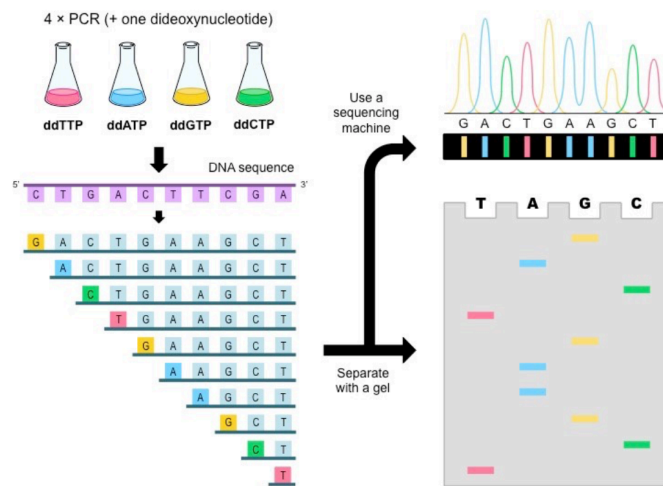 4 × PCR (+ one dideoxynucleotide)
ddTTP ddATP ddGTP ddCTP
DNA sequence
5' 3'
C T G A C T T C G A
G A C T G A A G C T
A C T G A A G C T
C T G A A G C T
T G A A G C T
G A A G C T
A A G C T
A G C T
G C T
C T
T
Use a
sequencing
machine
Separate
with a gel
G A C T G A A G C T
T A G C